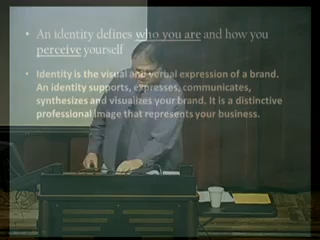 An identity defines who you are and how you
perceive yourself
Identity is the visual and verbal expression of a brand.
An identity supports, expresses, communicates,
synthesizes and visualizes your brand. It is a distinctive
professional image that represents your business.